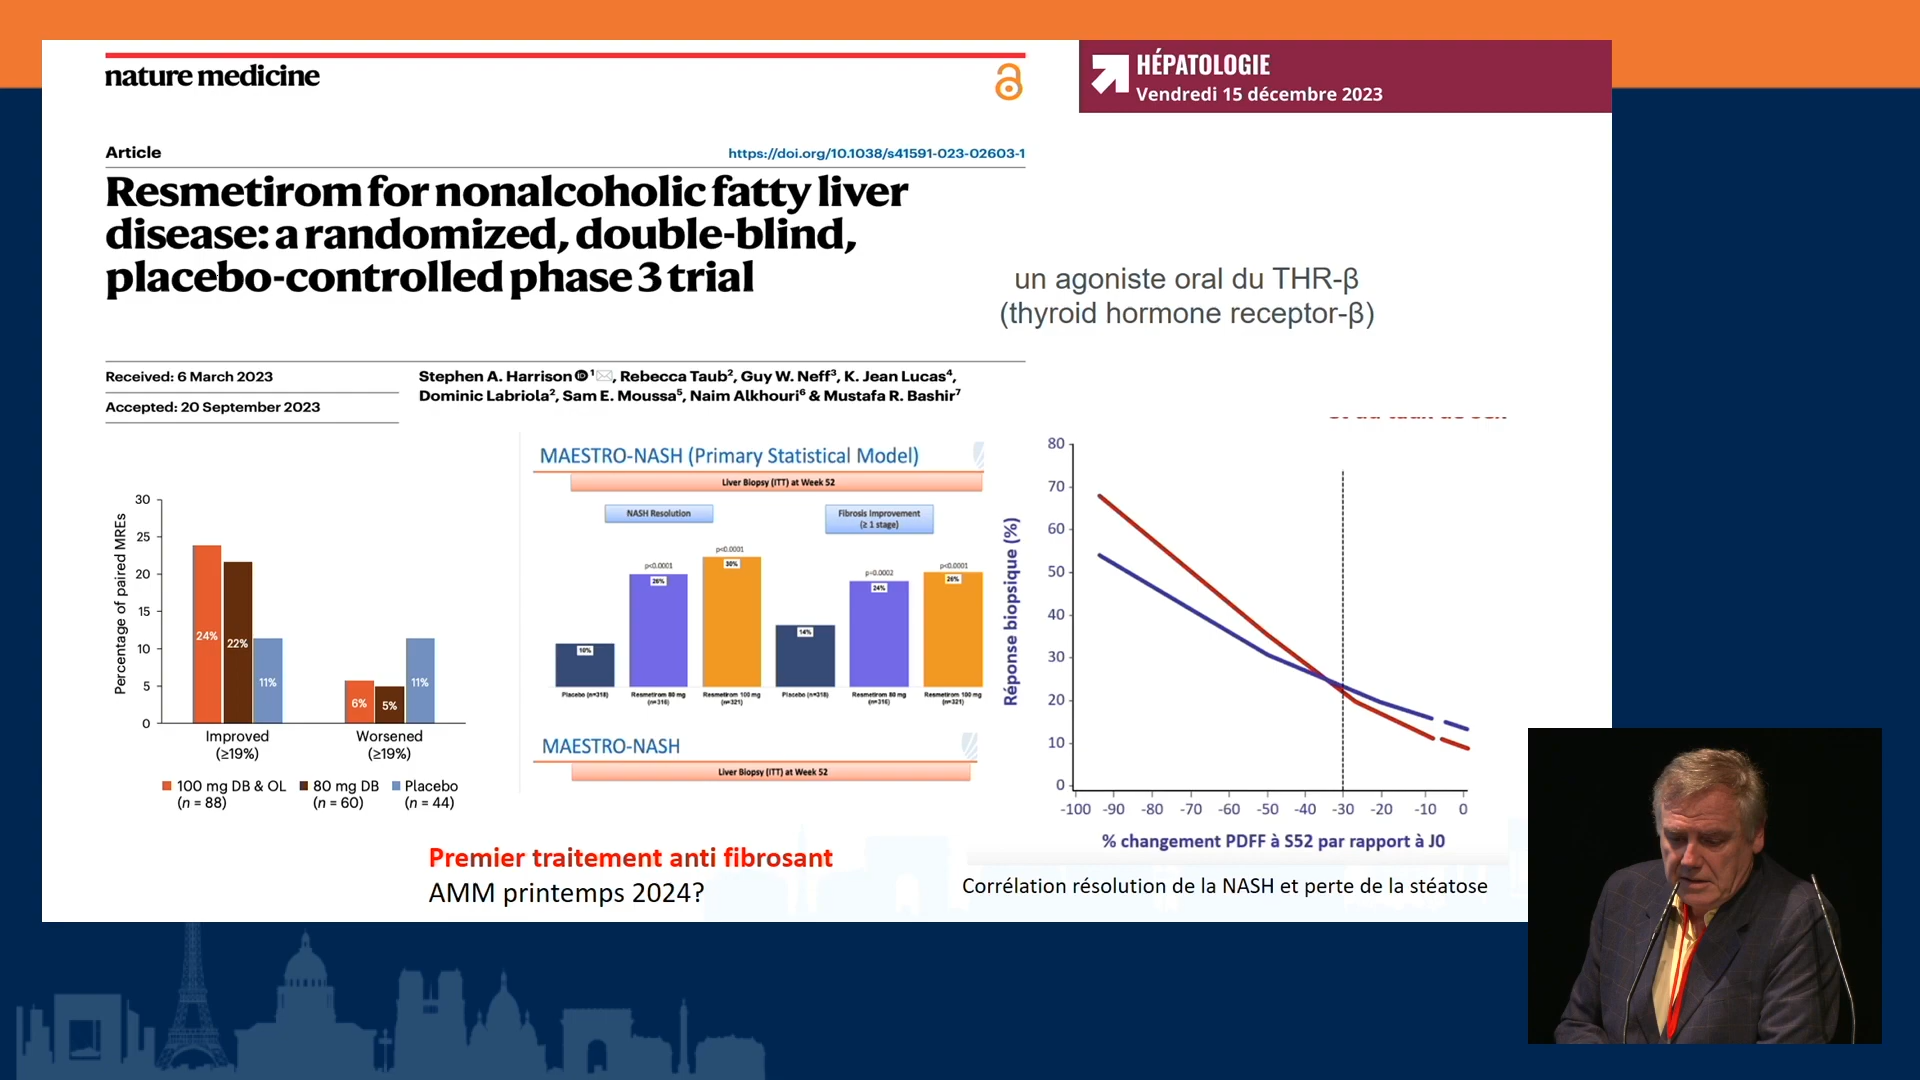 nature medicine
HÉPATOLOGIE
Vendredi 15 décembre 2023
Article
https://doi.org/10.1038/s41591-023-02603-1
Resmetirom for nonalcoholic fatty liver
disease: a randomized, double-blind,
placebo-controlled phase 3 trial
un agoniste oral du THR-β
(thyroid hormone receptor-β)
Received: 6 March 2023
Accepted: 20 September 2023
Stephen A. Harrison 1, Rebecca Taub2, Guy W. Neff3, K. Jean Lucas4,
Dominic Labriola2, Sam E. Moussa5, Naim Alkhouri6 & Mustafa R. Bashir7
Percentage of paired MREs
30
25
20
15
10
5
0
24%
22%
11%
6%
5%
11%
Improved
(≥19%)
Worsened
(≥19%)
100 mg DB & OL
(n = 88)
80 mg DB
(n = 60)
Placebo
(n = 44)
MAESTRO-NASH (Primary Statistical Model)
Liver Biopsy (ITT) at Week 52
NASH Resolution
Fibrosis Improvement
(≥ 1 stage)
p<0.0001
p<0.0001
p=0.0002
p<0.0001
10%
26%
30%
14%
24%
26%
Placebo (n=318)
Resmetirom 80 mg
(n=316)
Resmetirom 100 mg
(n=321)
Placebo (n=318)
Resmetirom 80 mg
(n=316)
Resmetirom 100 mg
(n=321)
MAESTRO-NASH
Liver Biopsy (ITT) at Week 52
Réponse biopsique (%)
80
70
60
50
40
30
20
10
0
-100 -90 -80 -70 -60 -50 -40 -30 -20 -10 0
% changement PDFF à S52 par rapport à J0
Premier traitement anti fibrosant
AMM printemps 2024?
Corrélation résolution de la NASH et perte de la stéatose